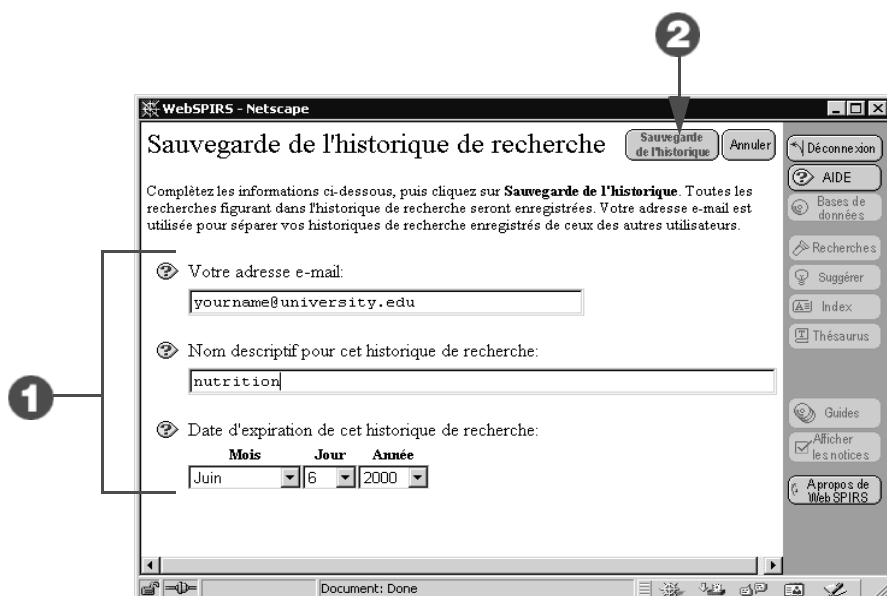 2
WebSPIRS - Netscape
Sauvegarde de l'historique de recherche
Sauvegarde
de l'historique
Annuler
Complètez les informations ci-dessous, puis cliquez sur Sauvegarde de l'historique. Toutes les
recherches figurant dans l'historique de recherche seront enregistrées. Votre adresse e-mail est
utilisée pour séparer vos historiques de recherche enregistrés de ceux des autres utilisateurs.
1
Votre adresse e-mail:
yourname@university.edu
Nom descriptif pour cet historique de recherche:
nutrition
Date d'expiration de cet historique de recherche:
Mois Jour Année
Juin 6 2000
Déconnexion
AIDE
Bases de
données
Recherches
Suggérer
Index
Thésaurus
Guides
Afficher
les notices
A propos de
WebSPIRS
Document: Done